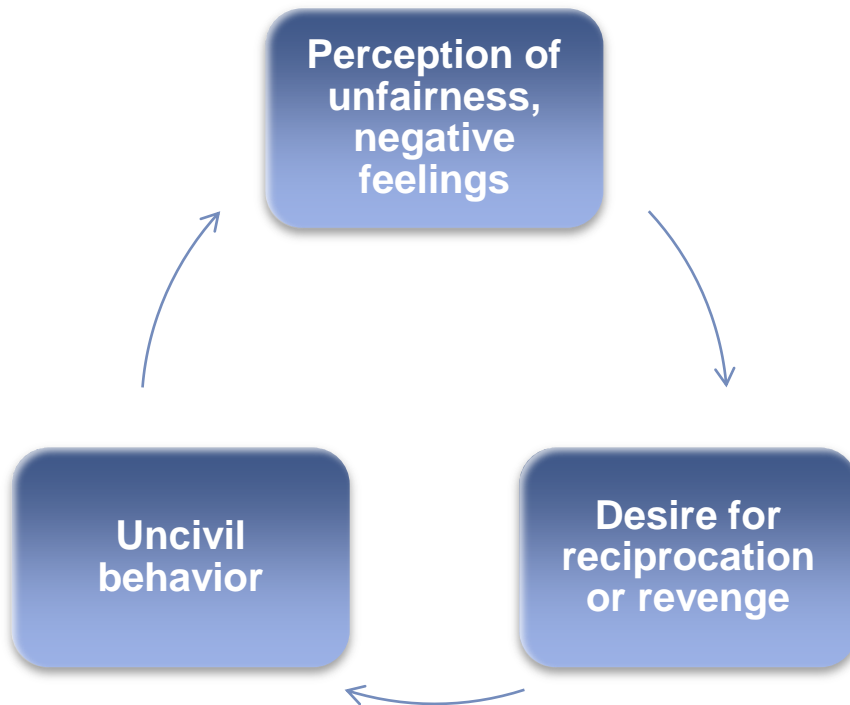 Perception of
unfairness,
negative
feelings
Desire for
reciprocation
or revenge
Uncivil
behavior